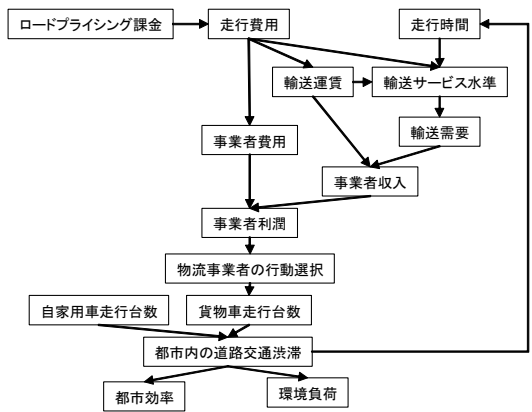 ロードプライシング課金
走行費用
走行時間
輸送運賃
輸送サービス水準
輸送需要
事業者費用
事業者収入
事業者利潤
物流事業者の行動選択
自家用車走行台数
貨物車走行台数
都市内の道路交通渋滞
都市効率
環境負荷